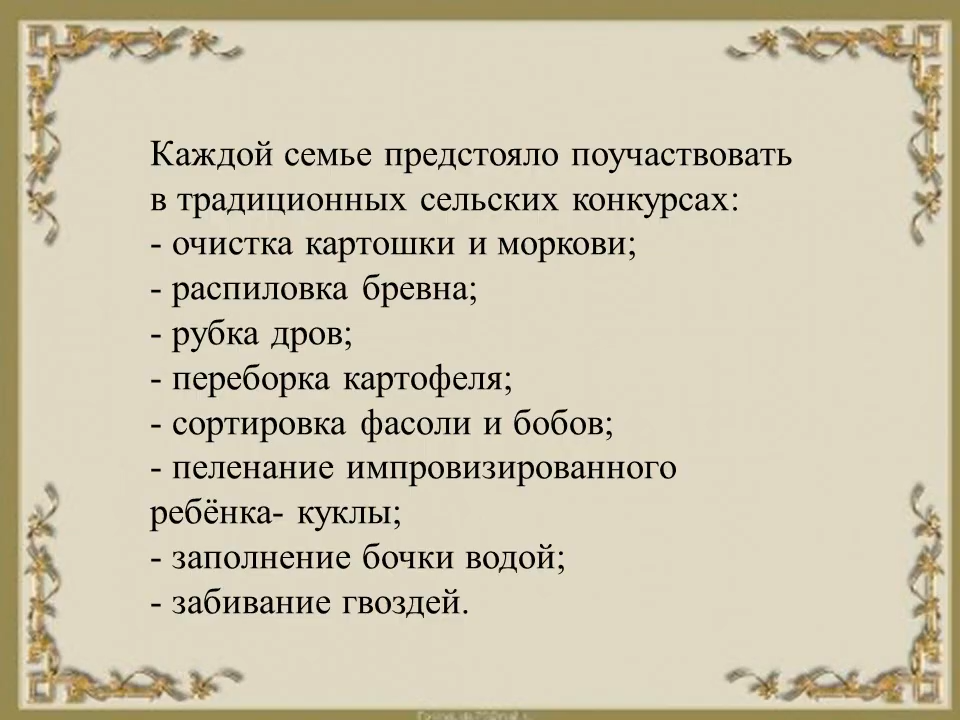 Каждой семье предстояло поучаствовать
в традиционных сельских конкурсах:
- очистка картошки и моркови;
- распиловка бревна;
- рубка дров;
- переборка картофеля;
- сортировка фасоли и бобов;
- пеленание импровизированного
ребёнка- куклы;
- заполнение бочки водой;
- забивание гвоздей.